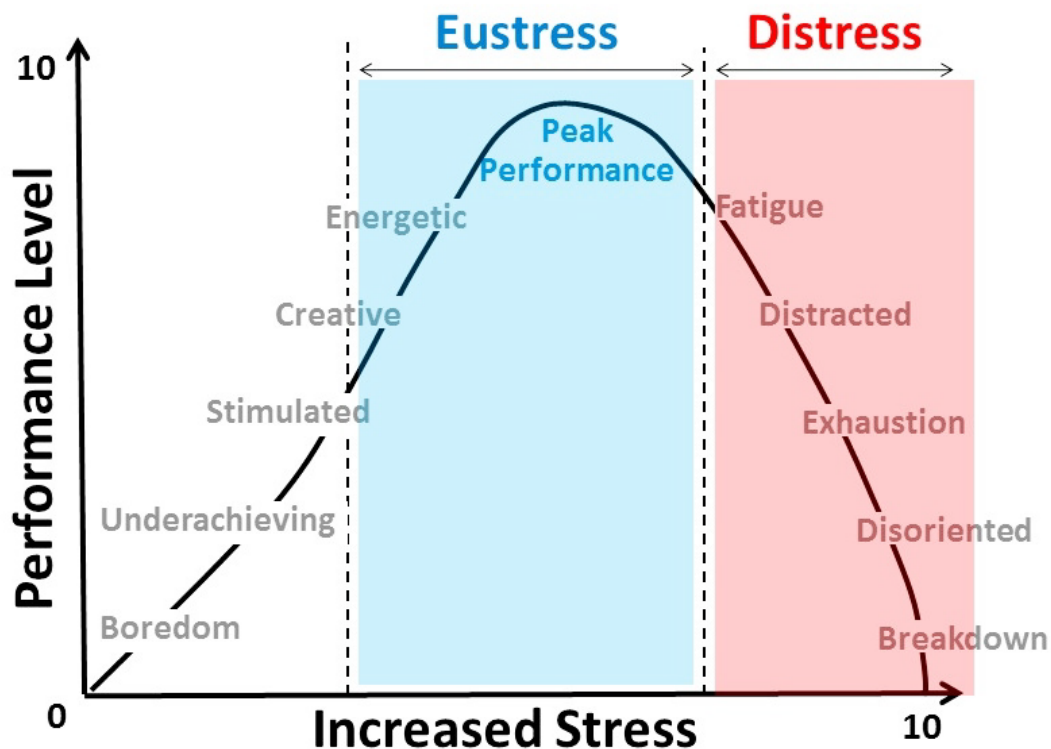 Eustress
Distress
10
Peak
Performance
Energetic
Fatigue
Creative
Distracted
Stimulated
Exhaustion
Underachieving
Disoriented
Boredom
Breakdown
Performance Level
0
Increased Stress
10